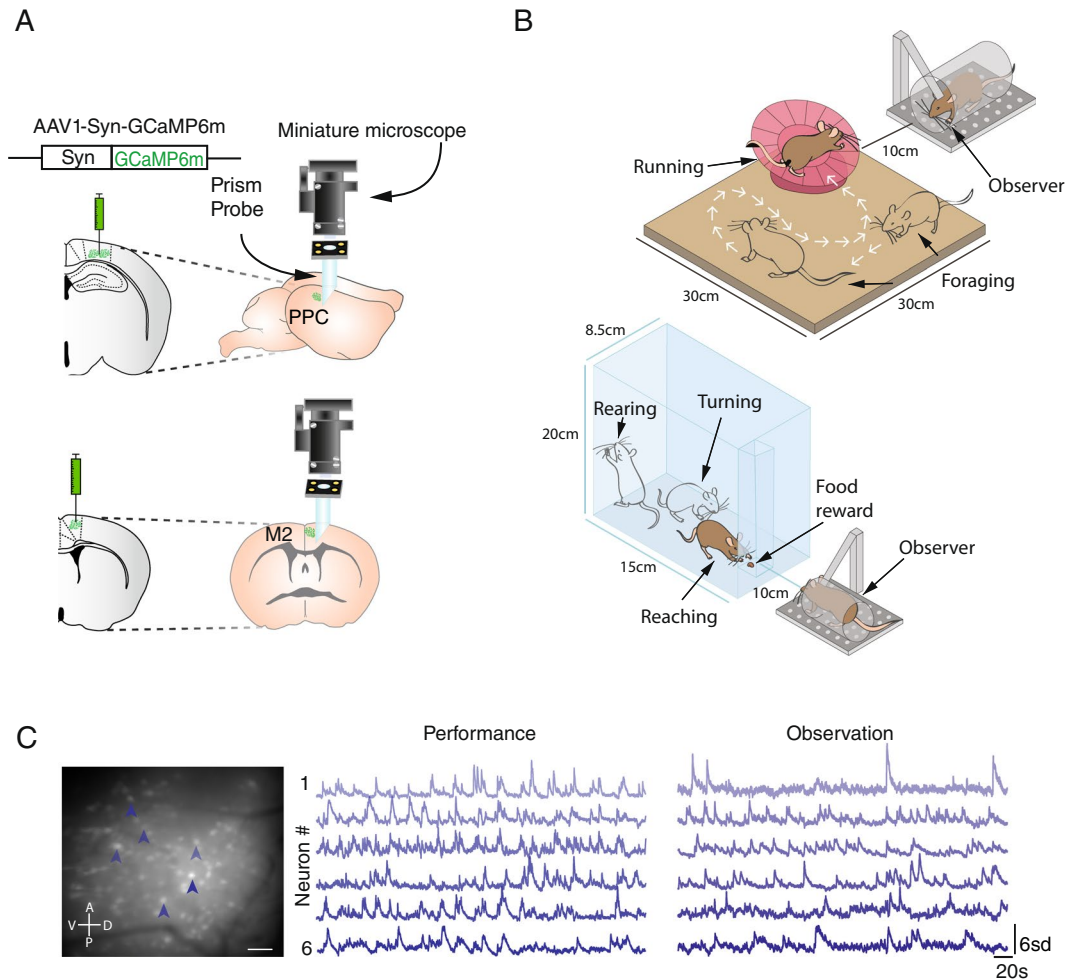 A
AAV1-Syn-GCaMP6m
Syn
GCaMP6m
Miniature microscope
Prism
Probe
PPC
M2
B
Running
10cm
Observer
Foraging
30cm
30cm
8.5cm
20cm
Rearing
Turning
Food
reward
Observer
15cm
10cm
Reaching
C
Performance
Observation
Neuron #
1
6
A
V
D
P
6sd
20s